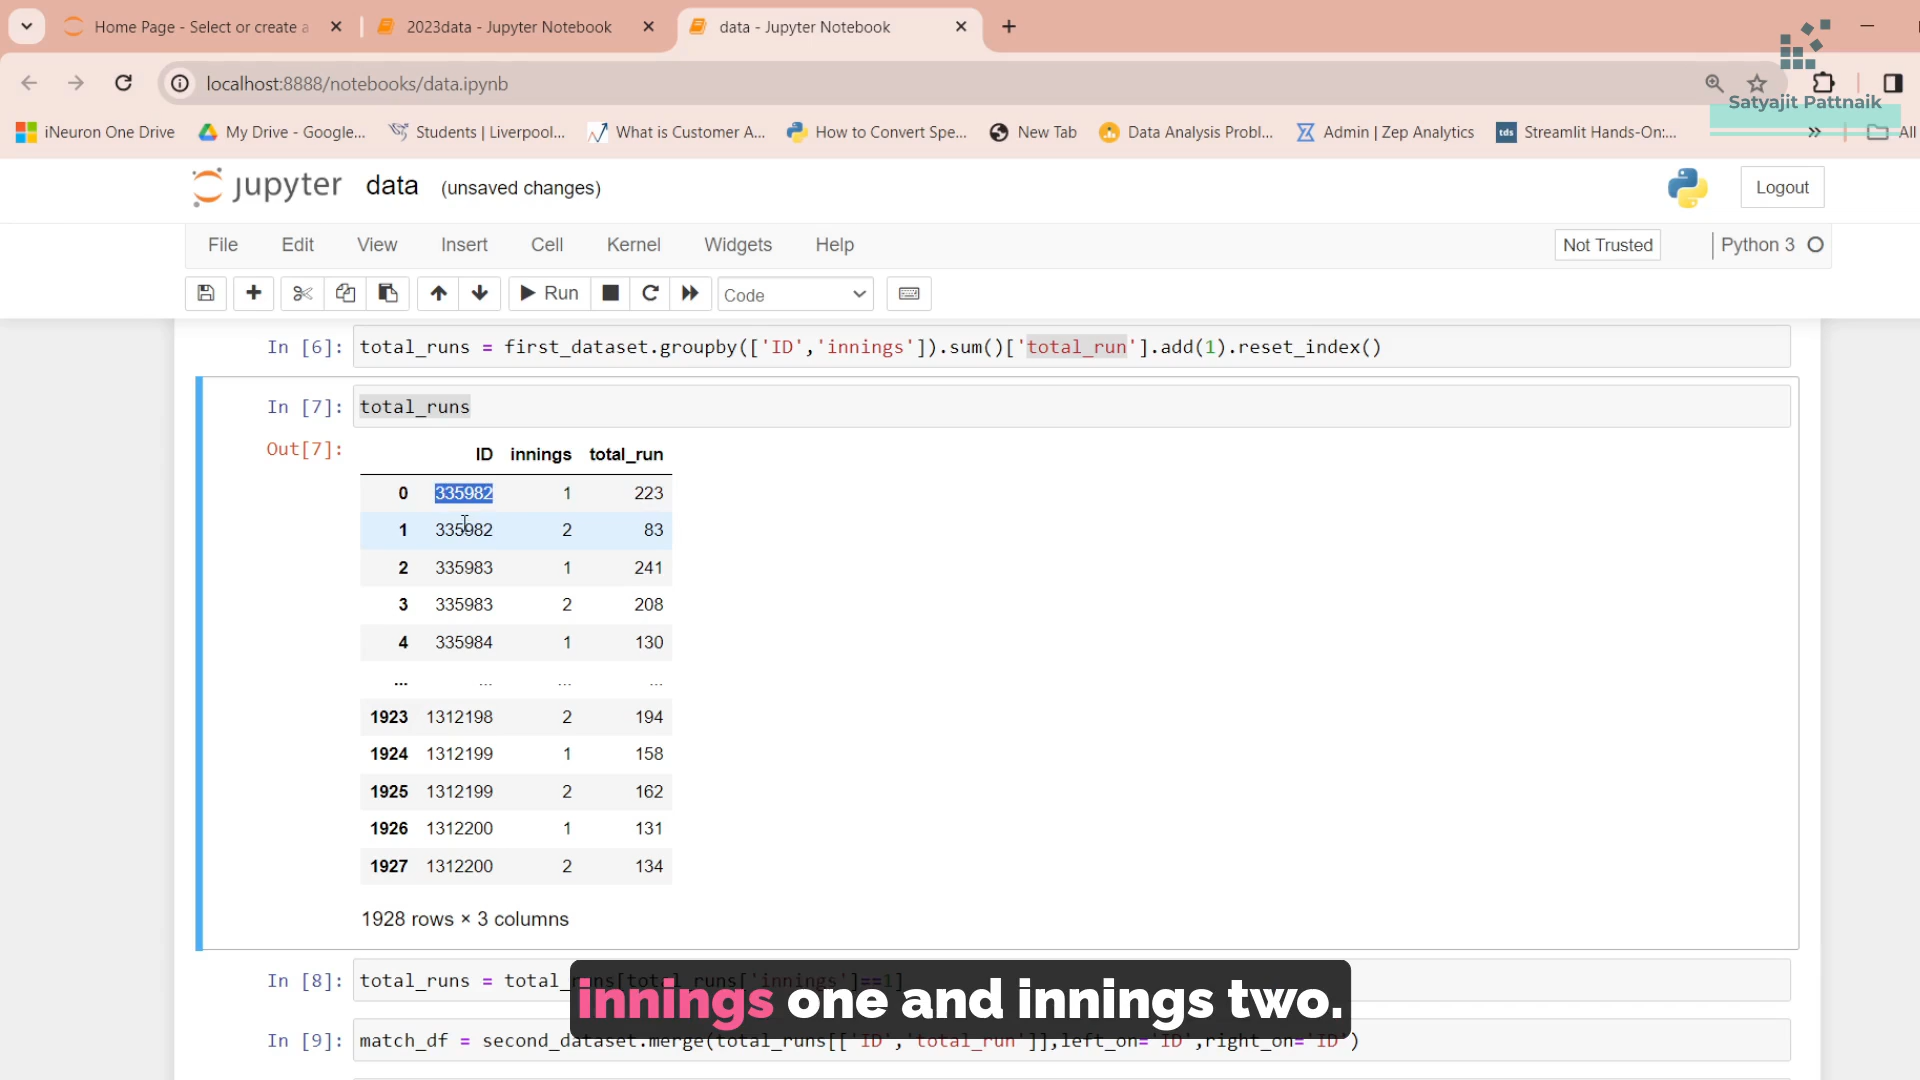 Home Page - Select or create a
2023data - Jupyter Notebook
data - Jupyter Notebook
localhost:8888/notebooks/data.ipynb
Satyajit Pattnaik
iNeuron One Drive
My Drive - Google...
Students | Liverpool...
What is Customer A...
How to Convert Spe...
New Tab
Data Analysis Probl...
Admin | Zep Analytics
tds Streamlit Hands-On:...
» All
jupyter data (unsaved changes)
Logout
File Edit View Insert Cell Kernel Widgets Help
Not Trusted
Python 3
Run
Code
In [6]: total_runs = first_dataset.groupby(['ID','innings']).sum()['total_run'].add(1).reset_index()
In [7]: total_runs
Out[7]:
ID innings total_run
0 335982 1 223
1 335982 2 83
2 335983 1 241
3 335983 2 208
4 335984 1 130
... ... ... ...
1923 1312198 2 194
1924 1312199 1 158
1925 1312199 2 162
1926 1312200 1 131
1927 1312200 2 134
1928 rows × 3 columns
In [8]: total_runs = total_runs[total_runs['innings']==1]
innings one and innings two.
In [9]: match_df = second_dataset.merge(total_runs[['ID','total_run']],left_on='ID',right_on='ID')